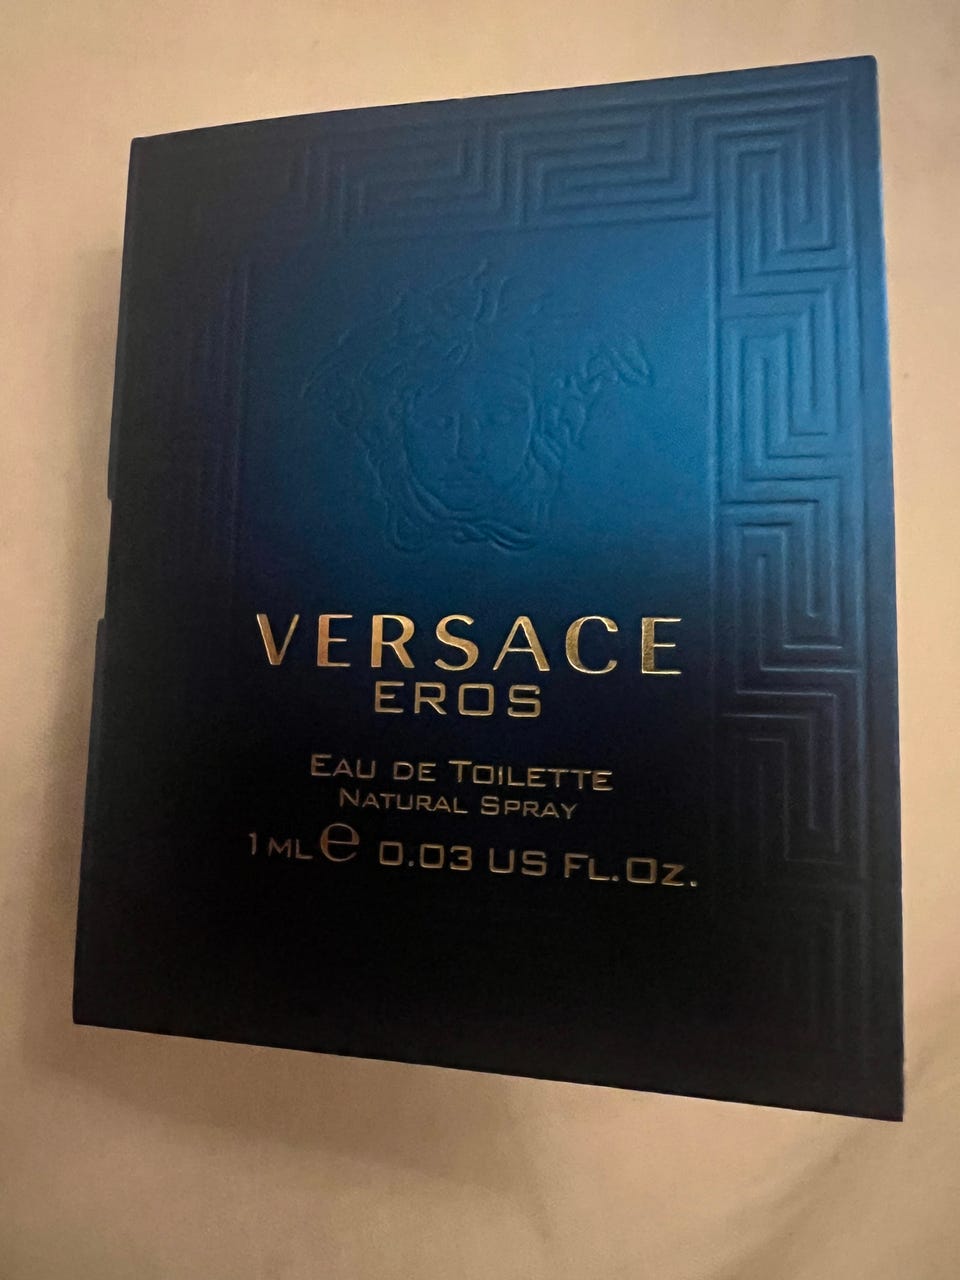 VERSACE
EROS
EAU DE TOILETTE
NATURAL SPRAY
1 ML ℮ 0.03 US FL.OZ.